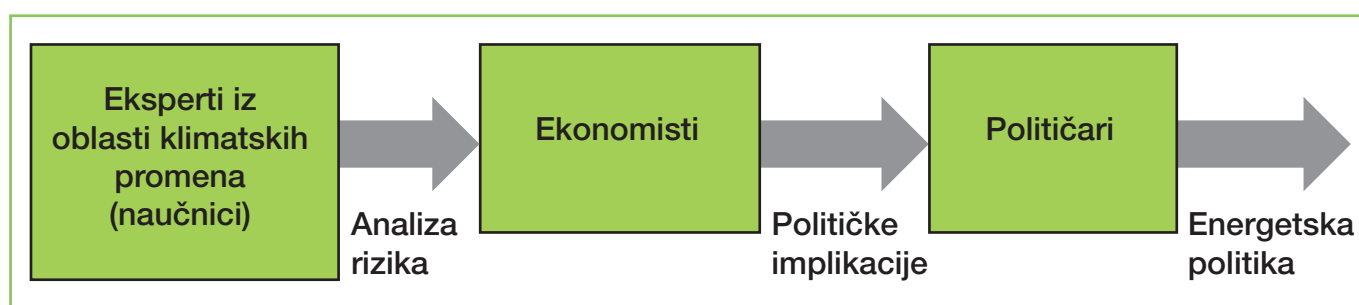 Eksperti iz
oblasti klimatskih
promena
(naučnici)
Analiza
rizika
Ekonomisti
Političke
implikacije
Političari
Energetska
politika